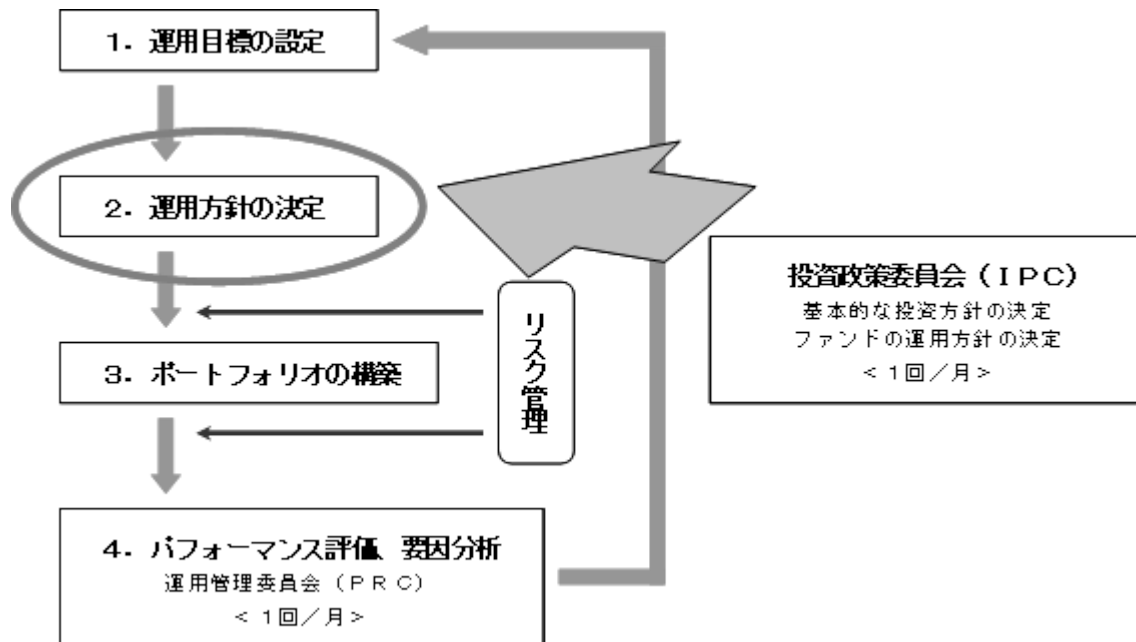 １．運用目標の設定
２．運用方針の決定
３．ポートフォリオの構築
４．パフォーマンス評価、要因分析
運用管理委員会（ＰＲＣ）
＜１回／月＞
リスク管理
投資政策委員会（ＩＰＣ）
基本的な投資方針の決定
ファンドの運用方針の決定
＜１回／月＞